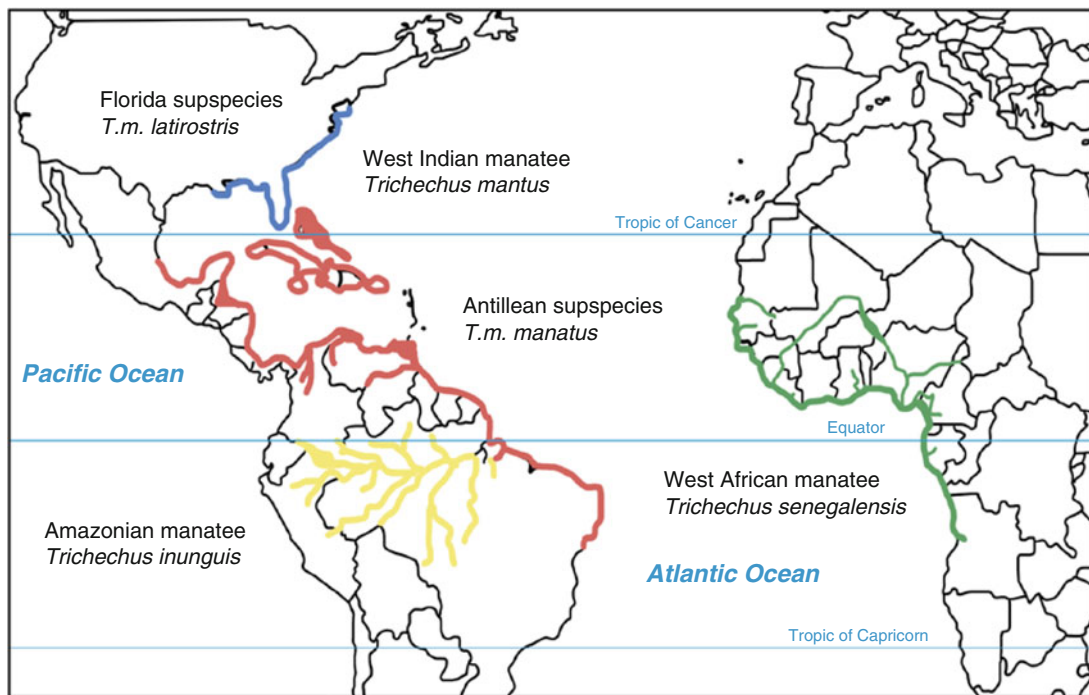 Florida supspecies
T.m. latirostris
West Indian manatee
Trichechus mantus
Tropic of Cancer
Antillean supspecies
T.m. manatus
Pacific Ocean
Equator
West African manatee
Trichechus senegalensis
Amazonian manatee
Trichechus inunguis
Atlantic Ocean
Tropic of Capricorn